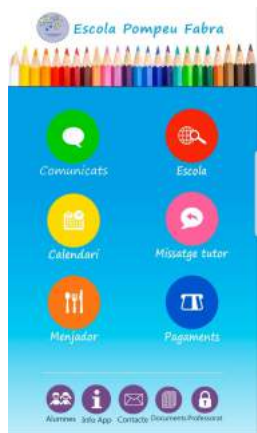 Escola Pompeu Fabra
Comunicats
Escola
Calendari
Missatge tutor
Menjador
Pagaments
Alumnes Info App Contacte Documents Professorat